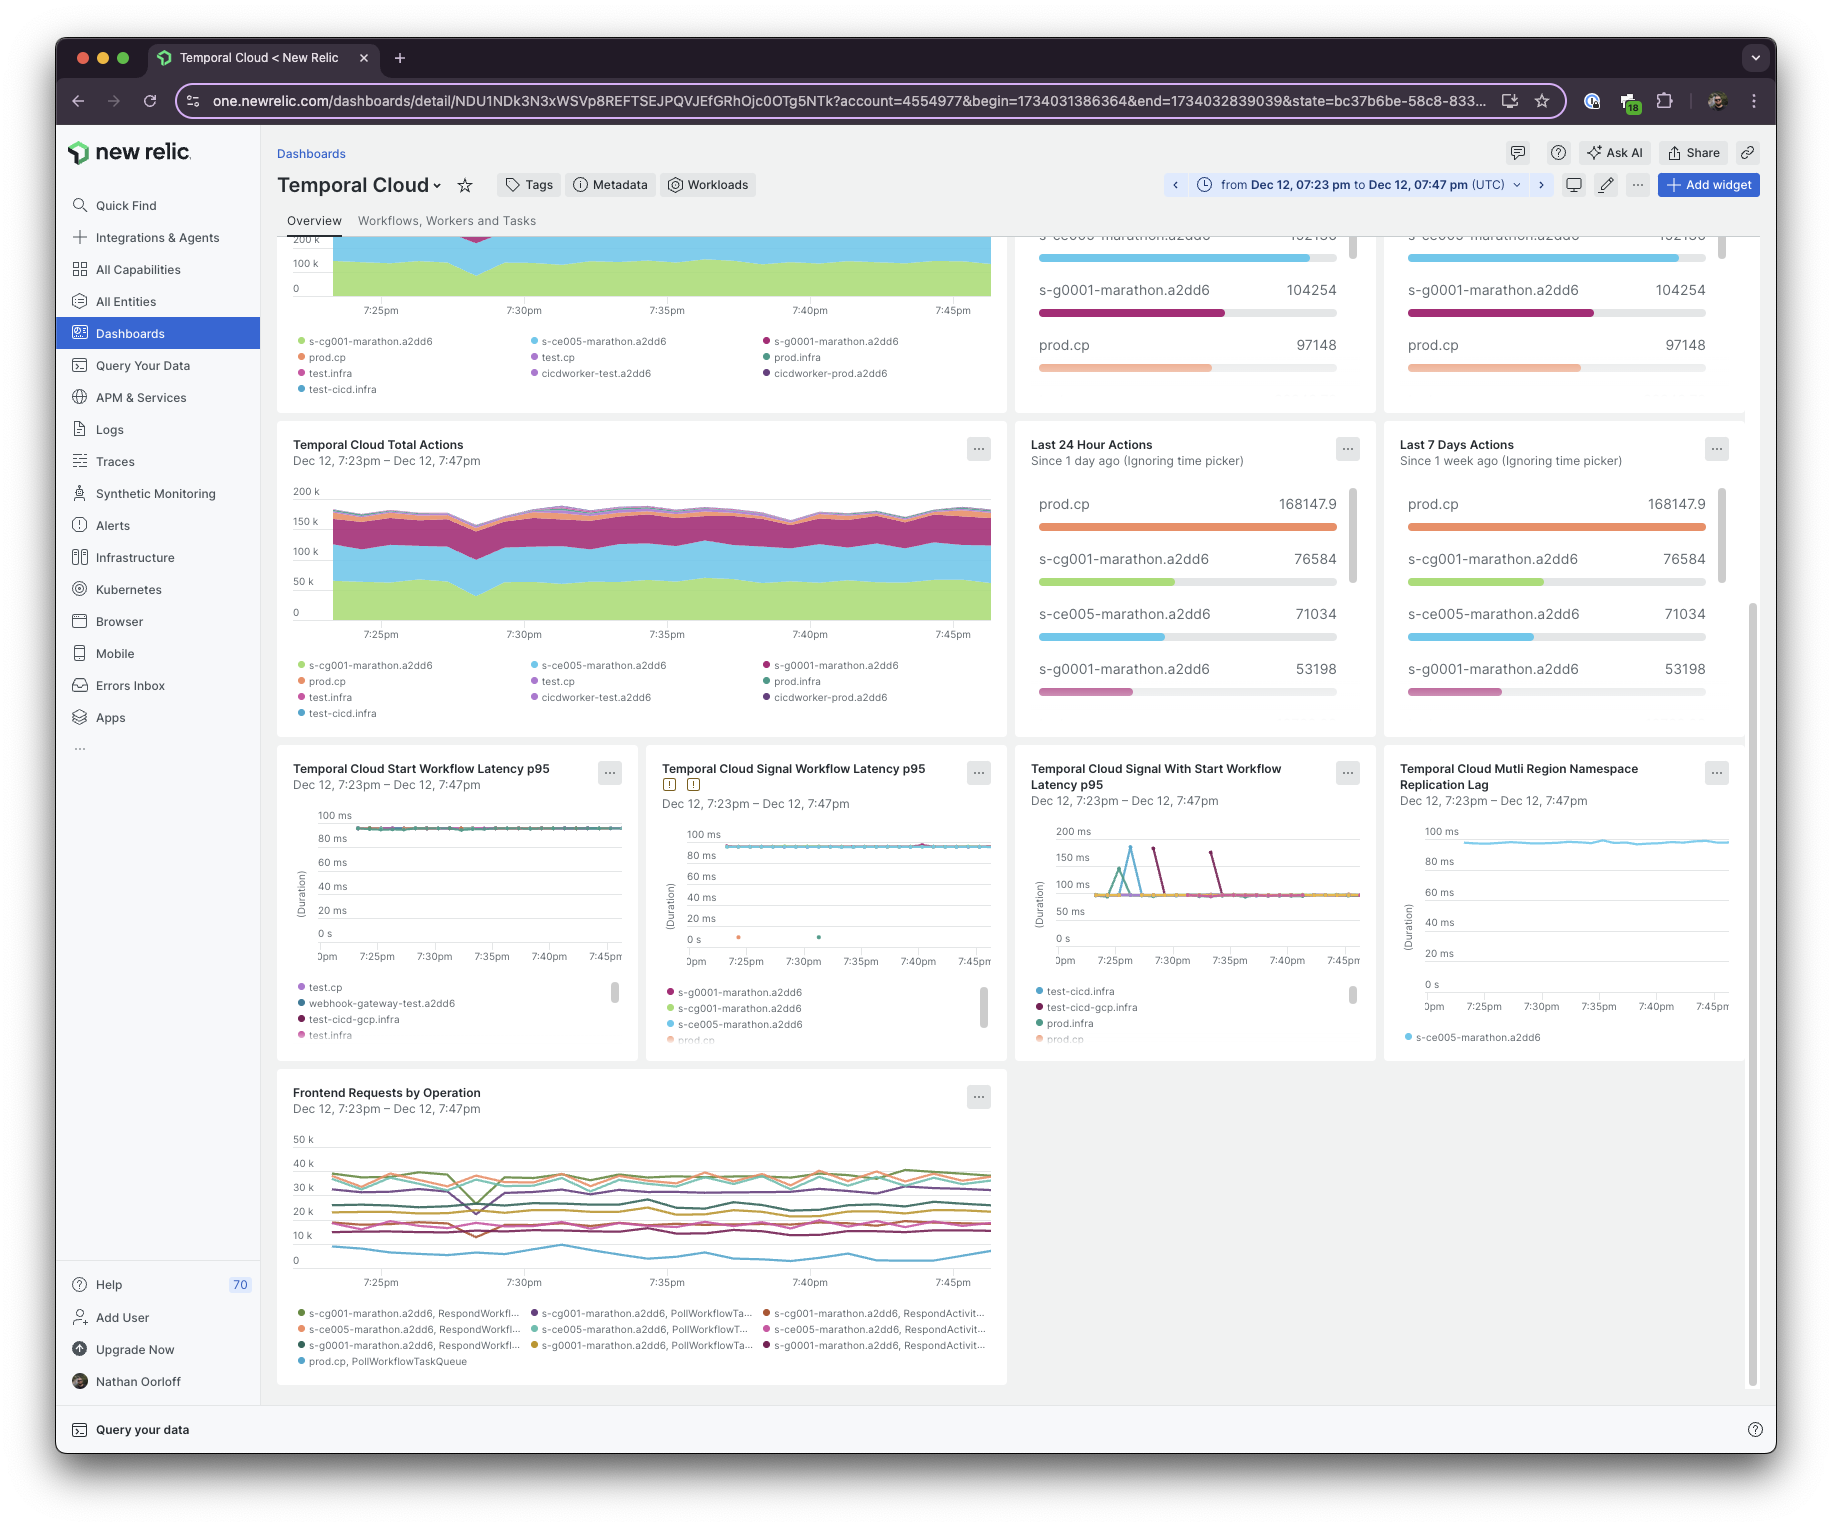 Temporal Cloud < New Relic
one.newrelic.com/dashboards/detail/NDU1NDk3N3xWSVp8REFTSEJPQVJEfGRhOjc0OTg5NTk?account=4554977&begin=1734031386364&end=1734032839039&state=bc37b6be-58c8-833...
18
new relic
Quick Find
Integrations & Agents
All Capabilities
All Entities
Dashboards
Query Your Data
APM & Services
Logs
Traces
Synthetic Monitoring
Alerts
Infrastructure
Kubernetes
Browser
Mobile
Errors Inbox
Apps
...
Help 70
Add User
Upgrade Now
Nathan Oorloff
Query your data
Dashboards
Ask AI
Share
Temporal Cloud
Tags
Metadata
Workloads
from Dec 12, 07:23 pm to Dec 12, 07:47 pm (UTC)
Add widget
Overview
Workflows, Workers and Tasks
200 k
100 k
0
7:25pm 7:30pm 7:35pm 7:40pm 7:45pm
s-cg001-marathon.a2dd6 s-ce005-marathon.a2dd6 s-g0001-marathon.a2dd6
prod.cp test.cp prod.infra
test.infra cicdworker-test.a2dd6 cicdworker-prod.a2dd6
test-cicd.infra
s-ce005-marathon.a2dd6 152156
s-g0001-marathon.a2dd6 104254
prod.cp 97148
s-ce005-marathon.a2dd6 152156
s-g0001-marathon.a2dd6 104254
prod.cp 97148
Temporal Cloud Total Actions
Dec 12, 7:23pm – Dec 12, 7:47pm
200 k
150 k
100 k
50 k
0
7:25pm 7:30pm 7:35pm 7:40pm 7:45pm
s-cg001-marathon.a2dd6 s-ce005-marathon.a2dd6 s-g0001-marathon.a2dd6
prod.cp test.cp prod.infra
test.infra cicdworker-test.a2dd6 cicdworker-prod.a2dd6
test-cicd.infra
Last 24 Hour Actions
Since 1 day ago (Ignoring time picker)
prod.cp 168147.9
s-cg001-marathon.a2dd6 76584
s-ce005-marathon.a2dd6 71034
s-g0001-marathon.a2dd6 53198
Last 7 Days Actions
Since 1 week ago (Ignoring time picker)
prod.cp 168147.9
s-cg001-marathon.a2dd6 76584
s-ce005-marathon.a2dd6 71034
s-g0001-marathon.a2dd6 53198
Temporal Cloud Start Workflow Latency p95
Dec 12, 7:23pm – Dec 12, 7:47pm
100 ms
80 ms
60 ms
40 ms
20 ms
0 s
(Duration)
0pm 7:25pm 7:30pm 7:35pm 7:40pm 7:45pm
test.cp
webhook-gateway-test.a2dd6
test-cicd-gcp.infra
test.infra
Temporal Cloud Signal Workflow Latency p95
Dec 12, 7:23pm – Dec 12, 7:47pm
100 ms
80 ms
60 ms
40 ms
20 ms
0 s
(Duration)
0pm 7:25pm 7:30pm 7:35pm 7:40pm 7:45pm
s-g0001-marathon.a2dd6
s-cg001-marathon.a2dd6
s-ce005-marathon.a2dd6
prod.cp
Temporal Cloud Signal With Start Workflow
Latency p95
Dec 12, 7:23pm – Dec 12, 7:47pm
200 ms
150 ms
100 ms
50 ms
0 s
(Duration)
0pm 7:25pm 7:30pm 7:35pm 7:40pm 7:45pm
test-cicd.infra
test-cicd-gcp.infra
prod.infra
prod.cp
Temporal Cloud Mutli Region Namespace
Replication Lag
Dec 12, 7:23pm – Dec 12, 7:47pm
100 ms
80 ms
60 ms
40 ms
20 ms
0 s
(Duration)
0pm 7:25pm 7:30pm 7:35pm 7:40pm 7:45pm
s-ce005-marathon.a2dd6
Frontend Requests by Operation
Dec 12, 7:23pm – Dec 12, 7:47pm
50 k
40 k
30 k
20 k
10 k
0
7:25pm 7:30pm 7:35pm 7:40pm 7:45pm
s-cg001-marathon.a2dd6, RespondWorkfl... s-cg001-marathon.a2dd6, PollWorkflowTa... s-cg001-marathon.a2dd6, RespondActivit...
s-ce005-marathon.a2dd6, RespondWorkfl... s-ce005-marathon.a2dd6, PollWorkflowT... s-ce005-marathon.a2dd6, RespondActivit...
s-g0001-marathon.a2dd6, RespondWorkfl... s-g0001-marathon.a2dd6, PollWorkflowTa... s-g0001-marathon.a2dd6, RespondActivit...
prod.cp, PollWorkflowTaskQueue